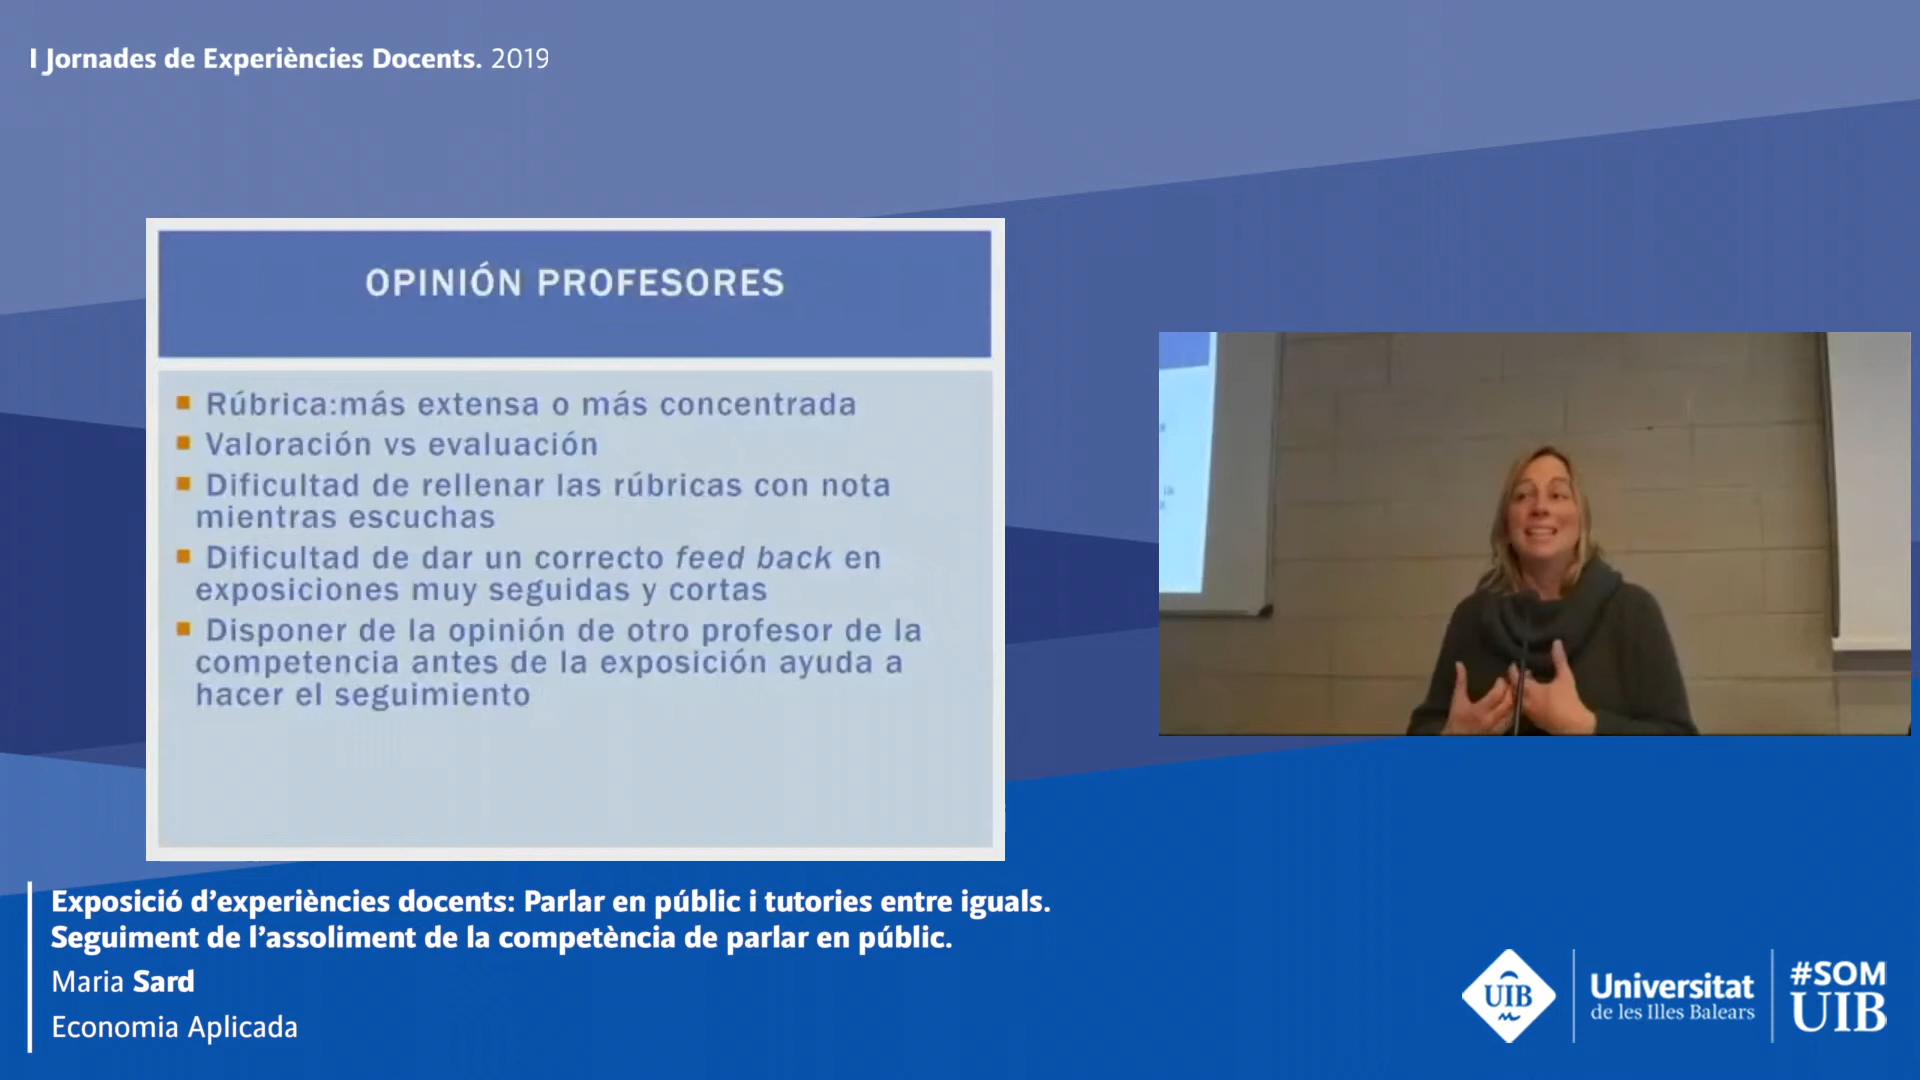 I Jornades de Experiències Docents. 2019
OPINIÓN PROFESORES
Rúbrica:más extensa o más concentrada
Valoración vs evaluación
Dificultad de rellenar las rúbricas con nota
mientras escuchas
Dificultad de dar un correcto feed back en
exposiciones muy seguidas y cortas
Disponer de la opinión de otro profesor de la
competencia antes de la exposición ayuda a
hacer el seguimiento
Exposició d’experiències docents: Parlar en públic i tutories entre iguals.
Seguiment de l’assoliment de la competència de parlar en públic.
Maria Sard
Economia Aplicada
UIB
Universitat
de les Illes Balears
#SOM
UIB